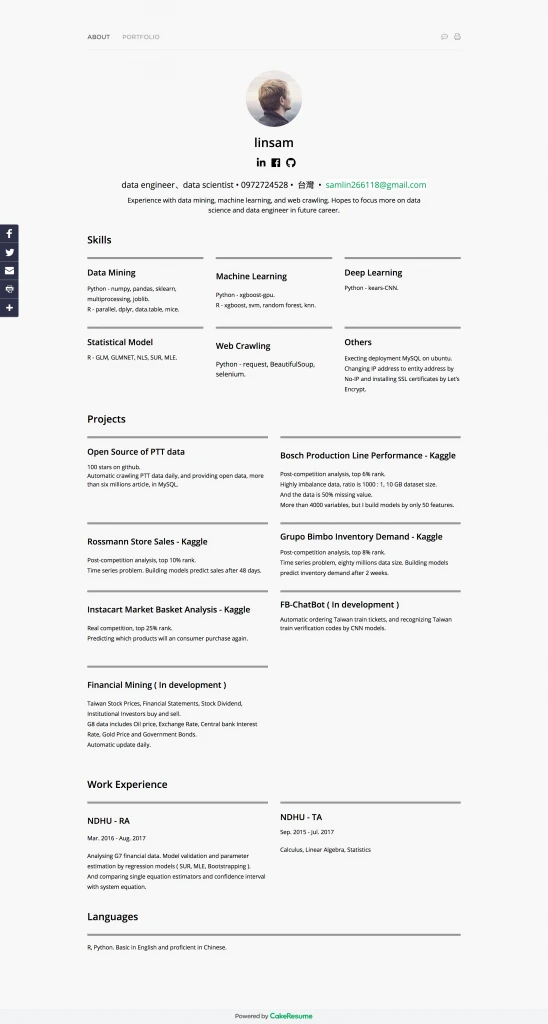 ABOUT PORTFOLIO
linsam
data engineer、data scientist • 0972724528 • 台灣 • samlin266118@gmail.com
Experience with data mining, machine learning, and web crawling. Hopes to focus more on data
science and data engineer in future career.
Skills
Data Mining
Python - numpy, pandas, sklearn,
multiprocessing, joblib.
R - parallel, dplyr, data.table, mice.
Machine Learning
Python - xgboost-gpu.
R - xgboost, svm, random forest, knn.
Deep Learning
Python - kears-CNN.
Statistical Model
R - GLM, GLMNET, NLS, SUR, MLE.
Web Crawling
Python - request, BeautifulSoup,
selenium.
Others
Execting deployment MySQL on ubuntu.
Changing IP address to entity address by
No-IP and installing SSL certificates by Let's
Encrypt.
Projects
Open Source of PTT data
100 stars on github.
Automatic crawling PTT data daily, and providing open data, more
than six millions article, in MySQL.
Bosch Production Line Performance - Kaggle
Post-competition analysis, top 6% rank.
Highly imbalance data, ratio is 1000 : 1, 10 GB dataset size.
And the data is 50% missing value.
More than 4000 variables, but I build models by only 50 features.
Rossmann Store Sales - Kaggle
Post-competition analysis, top 10% rank.
Time series problem. Building models predict sales after 48 days.
Grupo Bimbo Inventory Demand - Kaggle
Post-competition analysis, top 8% rank.
Time series problem, eighty millions data size. Building models
predict inventory demand after 2 weeks.
Instacart Market Basket Analysis - Kaggle
Real competition, top 25% rank.
Predicting which products will an consumer purchase again.
FB-ChatBot ( In development )
Automatic ordering Taiwan train tickets, and recognizing Taiwan
train verification codes by CNN models.
Financial Mining ( In development )
Taiwan Stock Prices, Financial Statements, Stock Dividend,
Institutional Investors buy and sell.
G8 data includes Oil price, Exchange Rate, Central bank Interest
Rate, Gold Price and Government Bonds.
Automatic update daily.
Work Experience
NDHU - RA
Mar. 2016 - Aug. 2017
Analysing G7 financial data. Model validation and parameter
estimation by regression models ( SUR, MLE, Bootstrapping ).
And comparing single equation estimators and confidence interval
with system equation.
NDHU - TA
Sep. 2015 - Jul. 2017
Calculus, Linear Algebra, Statistics
Languages
R, Python. Basic in English and proficient in Chinese.
Powered by CakeResume